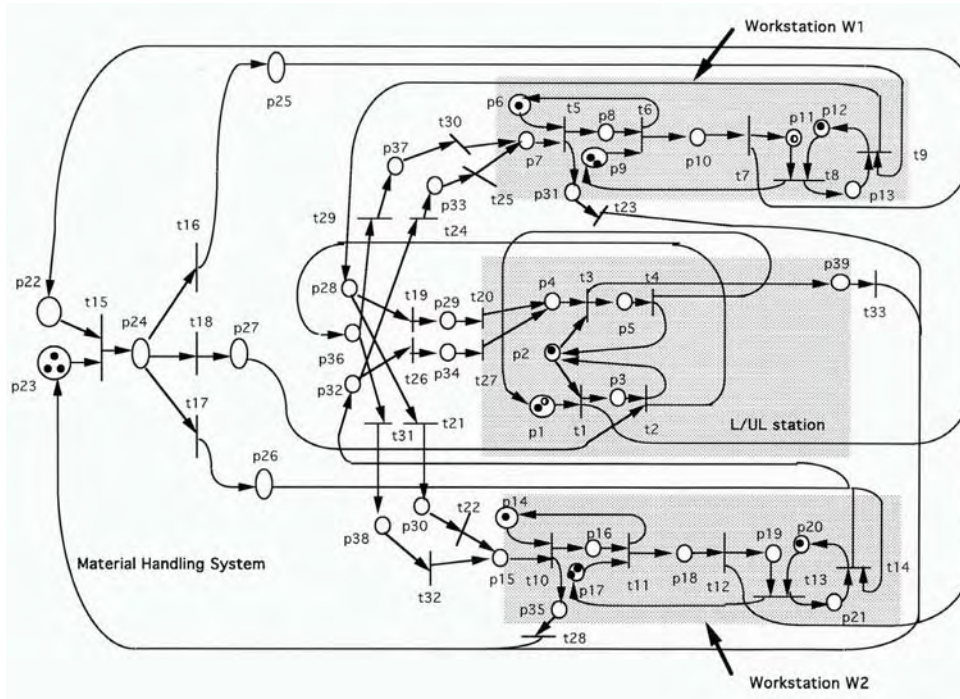 Workstation W1
p25
p6
t5
p8
t6
p11
p12
t30
p37
p7
p9
p10
t9
t7
t8
p13
p33
t25
p31
t23
t29
t24
t16
p22
t15
p28
t19
p29
t20
p4
t3
t4
p39
p24
t18
p27
p5
t33
p36
p2
p23
p32
t26
p34
t27
p3
t17
p1
t1
t2
t31
t21
L/UL station
p26
p14
p30
t22
p16
p19
p20
p38
Material Handling System
p15
t10
p17
t11
p18
t12
t13
t14
t32
p35
p21
t28
Workstation W2